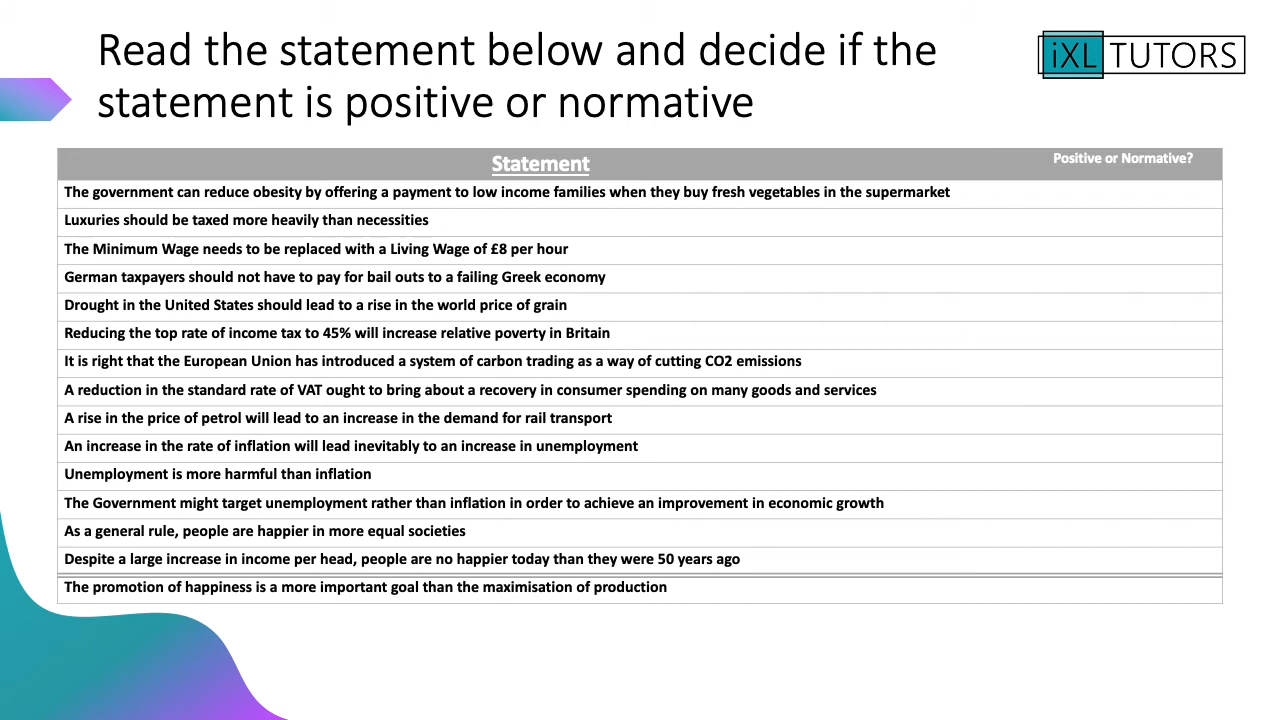 Read the statement below and decide if the
statement is positive or normative
iXL TUTORS
Statement
Positive or Normative?
The government can reduce obesity by offering a payment to low income families when they buy fresh vegetables in the supermarket
Luxuries should be taxed more heavily than necessities
The Minimum Wage needs to be replaced with a Living Wage of £8 per hour
German taxpayers should not have to pay for bail outs to a failing Greek economy
Drought in the United States should lead to a rise in the world price of grain
Reducing the top rate of income tax to 45% will increase relative poverty in Britain
It is right that the European Union has introduced a system of carbon trading as a way of cutting CO2 emissions
A reduction in the standard rate of VAT ought to bring about a recovery in consumer spending on many goods and services
A rise in the price of petrol will lead to an increase in the demand for rail transport
An increase in the rate of inflation will lead inevitably to an increase in unemployment
Unemployment is more harmful than inflation
The Government might target unemployment rather than inflation in order to achieve an improvement in economic growth
As a general rule, people are happier in more equal societies
Despite a large increase in income per head, people are no happier today than they were 50 years ago
The promotion of happiness is a more important goal than the maximisation of production